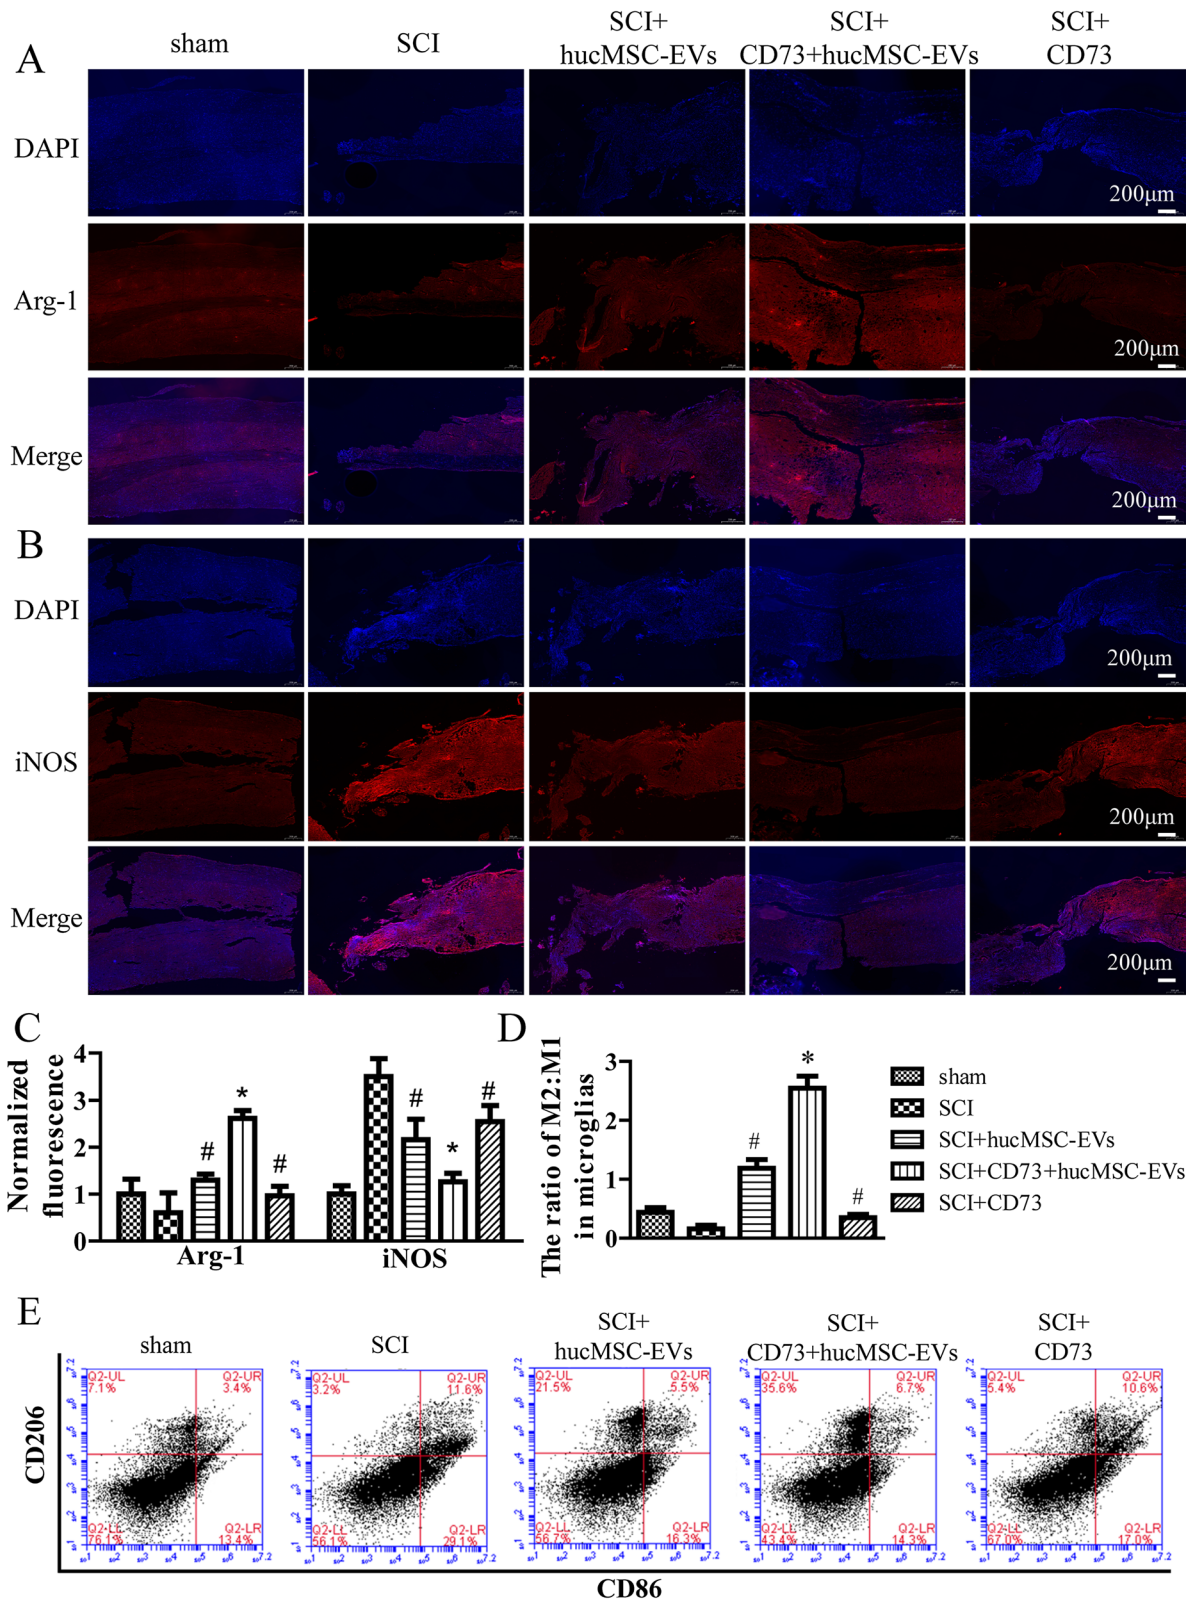 A
sham
SCI
SCI+
hucMSC-EVs
SCI+
CD73+hucMSC-EVs
SCI+
CD73
DAPI
200μm
Arg-1
200μm
Merge
200μm
B
DAPI
200μm
iNOS
200μm
Merge
200μm
C
Normalized
fluorescence
4
3
2
1
0
#
*
#
#
*
#
Arg-1
iNOS
D
The ratio of M2:M1
in microglias
3
2
1
0
#
*
#
sham
SCI
SCI+hucMSC-EVs
SCI+CD73+hucMSC-EVs
SCI+CD73
E
sham
SCI
SCI+
hucMSC-EVs
SCI+
CD73+hucMSC-EVs
SCI+
CD73
CD206
Q2-UL
7.1%
Q2-UR
3.4%
Q2-LL
76.1%
Q2-LR
13.4%
Q2-UL
3.2%
Q2-UR
11.6%
Q2-LL
56.1%
Q2-LR
29.1%
Q2-UL
21.5%
Q2-UR
5.5%
Q2-LL
56.7%
Q2-LR
16.3%
Q2-UL
35.6%
Q2-UR
6.7%
Q2-LL
43.4%
Q2-LR
14.3%
Q2-UL
5.4%
Q2-UR
10.6%
Q2-LL
67.0%
Q2-LR
17.0%
CD86